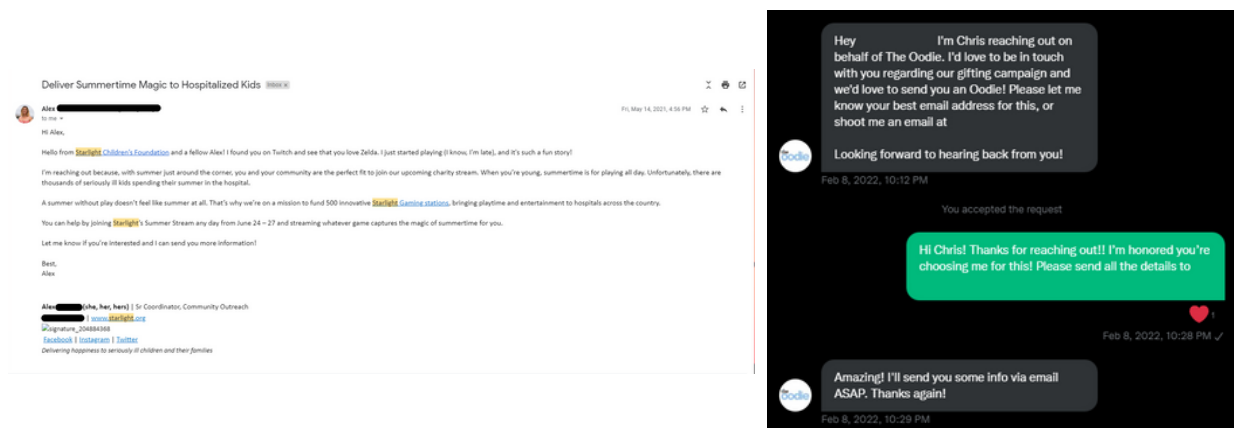 Deliver Summertime Magic to Hospitalized Kids Inbox x
Alex
to me
Fri, May 14, 2021, 4:56 PM
Hi Alex,
Hello from Starlight Children's Foundation and a fellow Alex! I found you on Twitch and see that you love Zelda. I just started playing (I know, I'm late), and it's such a fun story!
I'm reaching out because, with summer just around the corner, you and your community are the perfect fit to join our upcoming charity stream. When you're young, summertime is for playing all day. Unfortunately, there are
thousands of seriously ill kids spending their summer in the hospital.
A summer without play doesn't feel like summer at all. That's why we're on a mission to fund 500 innovative Starlight Gaming stations, bringing playtime and entertainment to hospitals across the country.
You can help by joining Starlight's Summer Stream any day from June 24 – 27 and streaming whatever game captures the magic of summertime for you.
Let me know if you're interested and I can send you more information!
Best,
Alex
Alex (she, her, hers) | Sr Coordinator, Community Outreach
| www.starlight.org
signature_204884368
Facebook | Instagram | Twitter
Delivering happiness to seriously ill children and their families
Hey I'm Chris reaching out on
behalf of The Oodie. I'd love to be in touch
with you regarding our gifting campaign and
we'd love to send you an Oodie! Please let me
know your best email address for this, or
shoot me an email at
Looking forward to hearing back from you!
the Oodie
Feb 8, 2022, 10:12 PM
You accepted the request
Hi Chris! Thanks for reaching out!! I'm honored you're
choosing me for this! Please send all the details to
1
Feb 8, 2022, 10:28 PM ✓
Amazing! I'll send you some info via email
ASAP. Thanks again!
the Oodie
Feb 8, 2022, 10:29 PM